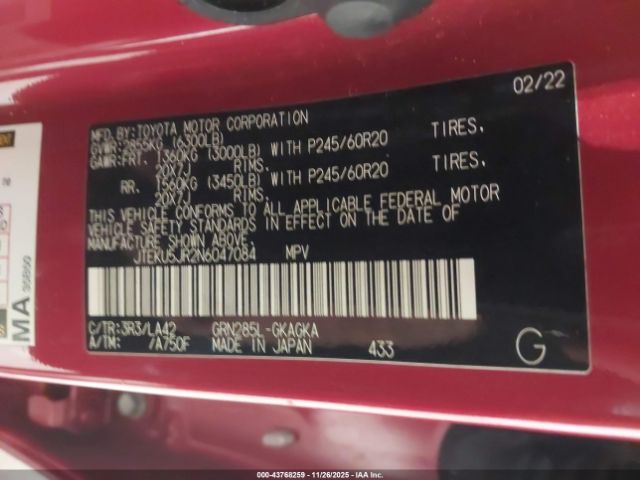 02/22
MFD. BY: TOYOTA MOTOR CORPORATION
GVWR: 2855KG (6300LB)
GAWR: FRT. 1360KG (3000LB) WITH P245/60R20 TIRES,
20X7J RIMS.
RR. 1560KG (3450LB) WITH P245/60R20 TIRES,
20X7J RIMS.
THIS VEHICLE CONFORMS TO ALL APPLICABLE FEDERAL MOTOR
VEHICLE SAFETY STANDARDS IN EFFECT ON THE DATE OF
MANUFACTURE SHOWN ABOVE.
JTEKU5JR2N6047084 MPV
C/TR: 3R3/LA42 GRN285L-GKAGKA
A/TM: /A750F MADE IN JAPAN 433
G
MA
000-43768259 - 11/26/2025 - IAA Inc.